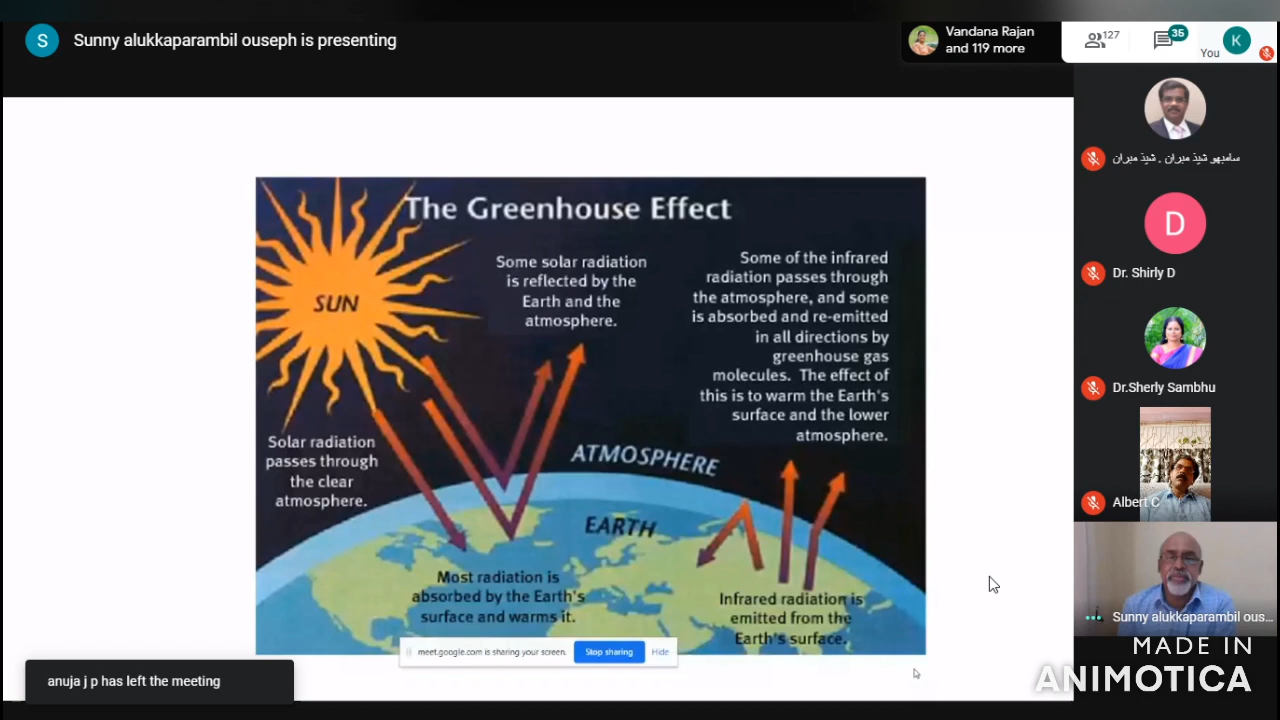 S
Sunny alukkaparambil ouseph is presenting
Vandana Rajan
and 119 more
127
35
You
K
سامبھو شیڈ مبران . شیڈ مبران
D
Dr. Shirly D
Dr.Sherly Sambhu
Albert C
Sunny alukkaparambil ous...
The Greenhouse Effect
SUN
Some solar radiation
is reflected by the
Earth and the
atmosphere.
Some of the infrared
radiation passes through
the atmosphere, and some
is absorbed and re-emitted
in all directions by
greenhouse gas
molecules. The effect of
this is to warm the Earth's
surface and the lower
atmosphere.
Solar radiation
passes through
the clear
atmosphere.
ATMOSPHERE
EARTH
Most radiation is
absorbed by the Earth's
surface and warms it.
Infrared radiation is
emitted from the
Earth's surface.
meet.google.com is sharing your screen.
Stop sharing
Hide
anuja j p has left the meeting
MADE IN
ANIMOTICA